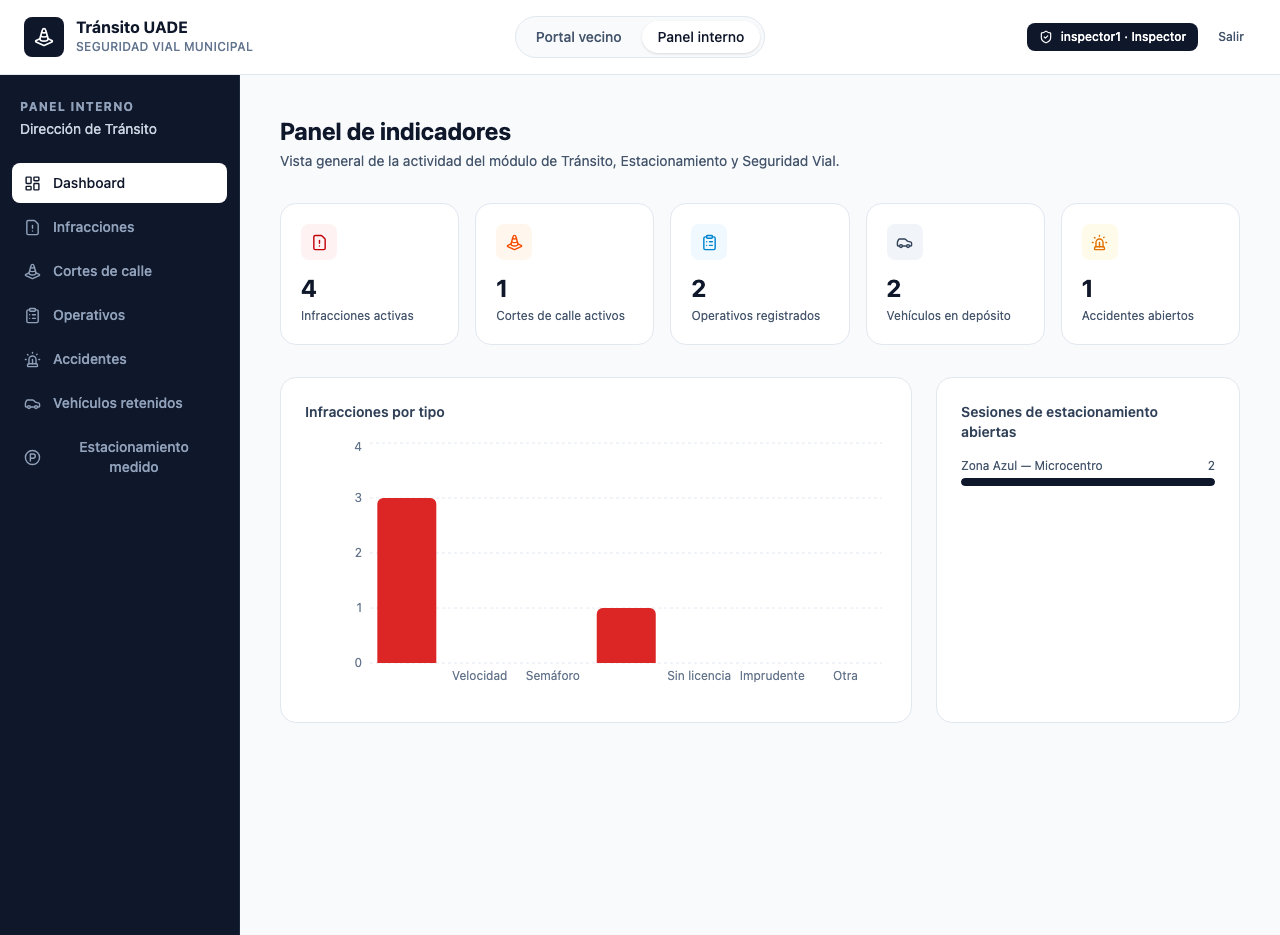 Tránsito UADE
SEGURIDAD VIAL MUNICIPAL
Portal vecino
Panel interno
inspector1 · Inspector
Salir
PANEL INTERNO
Dirección de Tránsito
Dashboard
Infracciones
Cortes de calle
Operativos
Accidentes
Vehículos retenidos
Estacionamiento
medido
Panel de indicadores
Vista general de la actividad del módulo de Tránsito, Estacionamiento y Seguridad Vial.
4
Infracciones activas
1
Cortes de calle activos
2
Operativos registrados
2
Vehículos en depósito
1
Accidentes abiertos
Infracciones por tipo
4
3
2
1
0
Velocidad
Semáforo
Sin licencia
Imprudente
Otra
Sesiones de estacionamiento
abiertas
Zona Azul — Microcentro 2